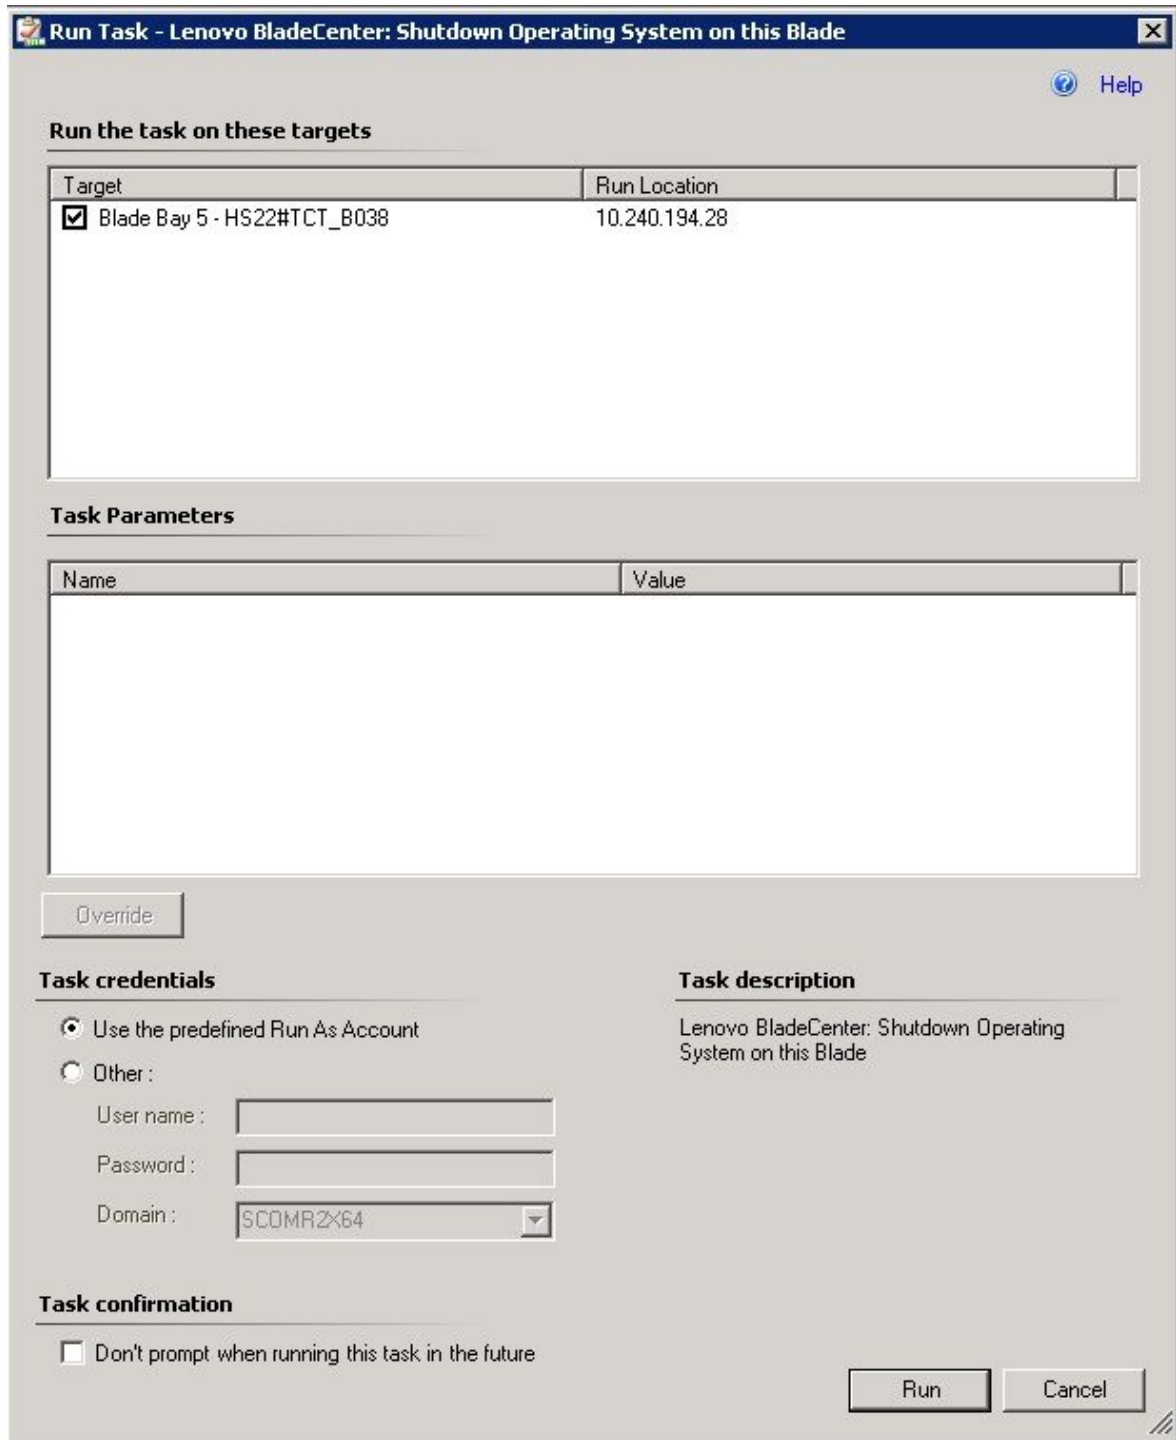 Run Task - Lenovo BladeCenter: Shutdown Operating System on this Blade
Help
Run the task on these targets
Target Run Location
Blade Bay 5 - HS22#TCT_B038 10.240.194.28
Task Parameters
Name Value
Override
Task credentials
Use the predefined Run As Account
Other :
User name :
Password :
Domain : SCOMR2X64
Task description
Lenovo BladeCenter: Shutdown Operating
System on this Blade
Task confirmation
Don't prompt when running this task in the future
Run Cancel